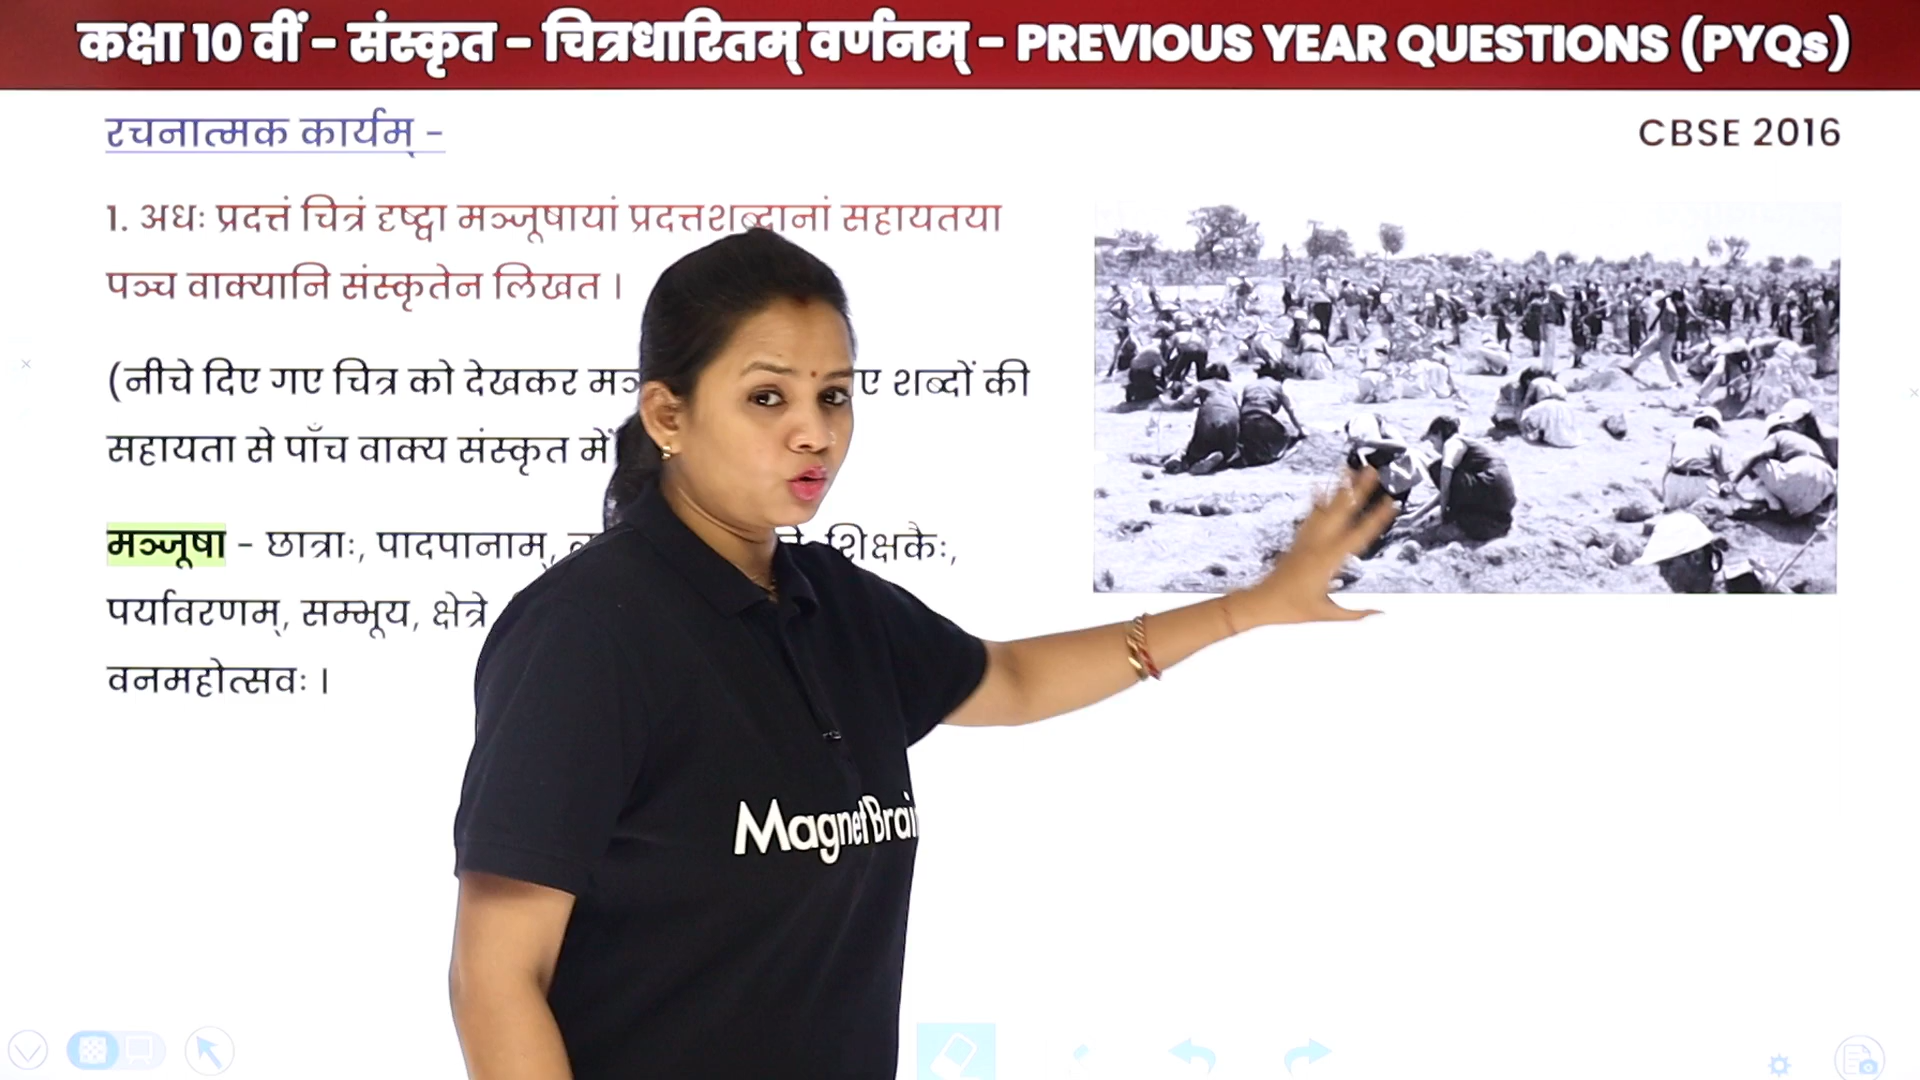 कक्षा 10 वीं - संस्कृत - चित्रधारितम् वर्णनम् - PREVIOUS YEAR QUESTIONS (PYQs)
रचनात्मक कार्यम् -
CBSE 2016
1. अधः प्रदत्तं चित्रं दृष्ट्वा मञ्जूषायां प्रदत्तशब्दानां सहायतया
पञ्च वाक्यानि संस्कृतेन लिखत ।
(नीचे दिए गए चित्र को देखकर शब्दों की
सहायता से पाँच वाक्य संस्कृत में
मञ्जूषा - छात्राः, पादपानाम्, शिक्षकैः,
पर्यावरणम्, सम्भूय, क्षेत्रे
वनमहोत्सवः ।
Magnet Brai